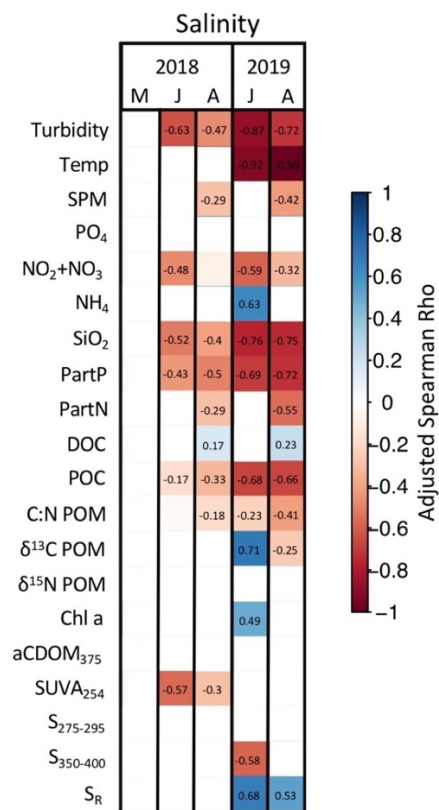 Salinity
2018 2019
M J A J A
Turbidity -0.63 -0.47 -0.87 -0.72
Temp -0.92 -0.99
SPM -0.29 -0.42
PO₄
NO₂+NO₃ -0.48 -0.59 -0.32
NH₄ 0.63
SiO₂ -0.52 -0.4 -0.76 -0.75
PartP -0.43 -0.5 -0.69 -0.72
PartN -0.29 -0.55
DOC 0.17 0.23
POC -0.17 -0.33 -0.68 -0.66
C:N POM -0.18 -0.23 -0.41
δ¹³C POM 0.71 -0.25
δ¹⁵N POM
Chl a 0.49
aCDOM₃₇₅
SUVA₂₅₄ -0.57 -0.3
S₂₇₅₋₂₉₅
S₃₅₀₋₄₀₀ -0.58
S_R 0.68 0.53
1
0.8
0.6
0.4
0.2
0
-0.2
-0.4
-0.6
-0.8
-1
Adjusted Spearman Rho